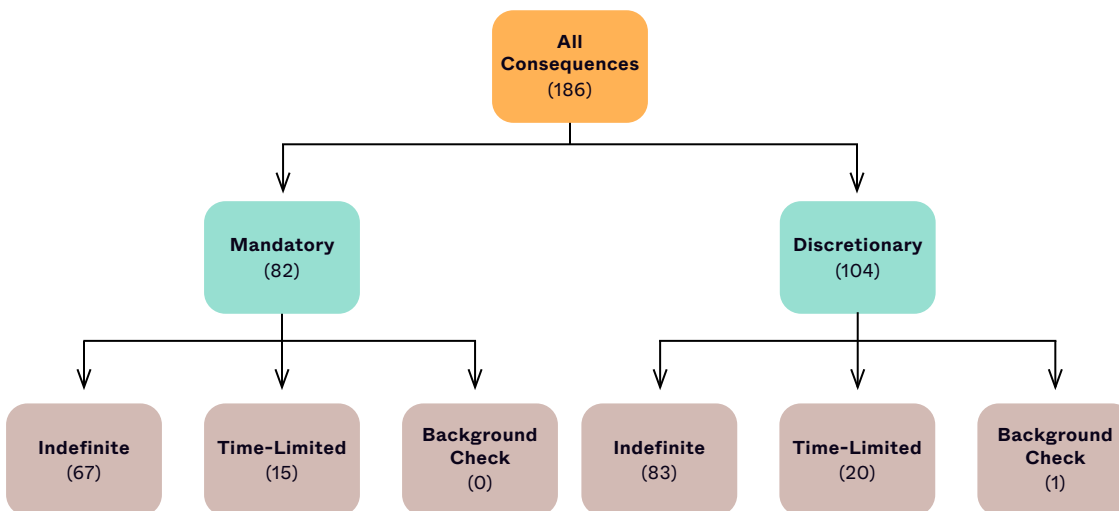 All
Consequences
(186)
Mandatory
(82)
Discretionary
(104)
Indefinite
(67)
Time-Limited
(15)
Background
Check
(0)
Indefinite
(83)
Time-Limited
(20)
Background
Check
(1)